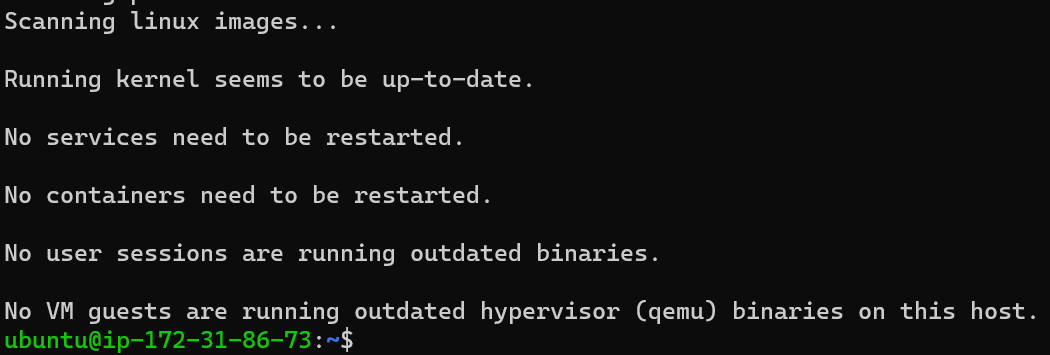 Scanning linux images...
Running kernel seems to be up-to-date.
No services need to be restarted.
No containers need to be restarted.
No user sessions are running outdated binaries.
No VM guests are running outdated hypervisor (qemu) binaries on this host.
ubuntu@ip-172-31-86-73:~$